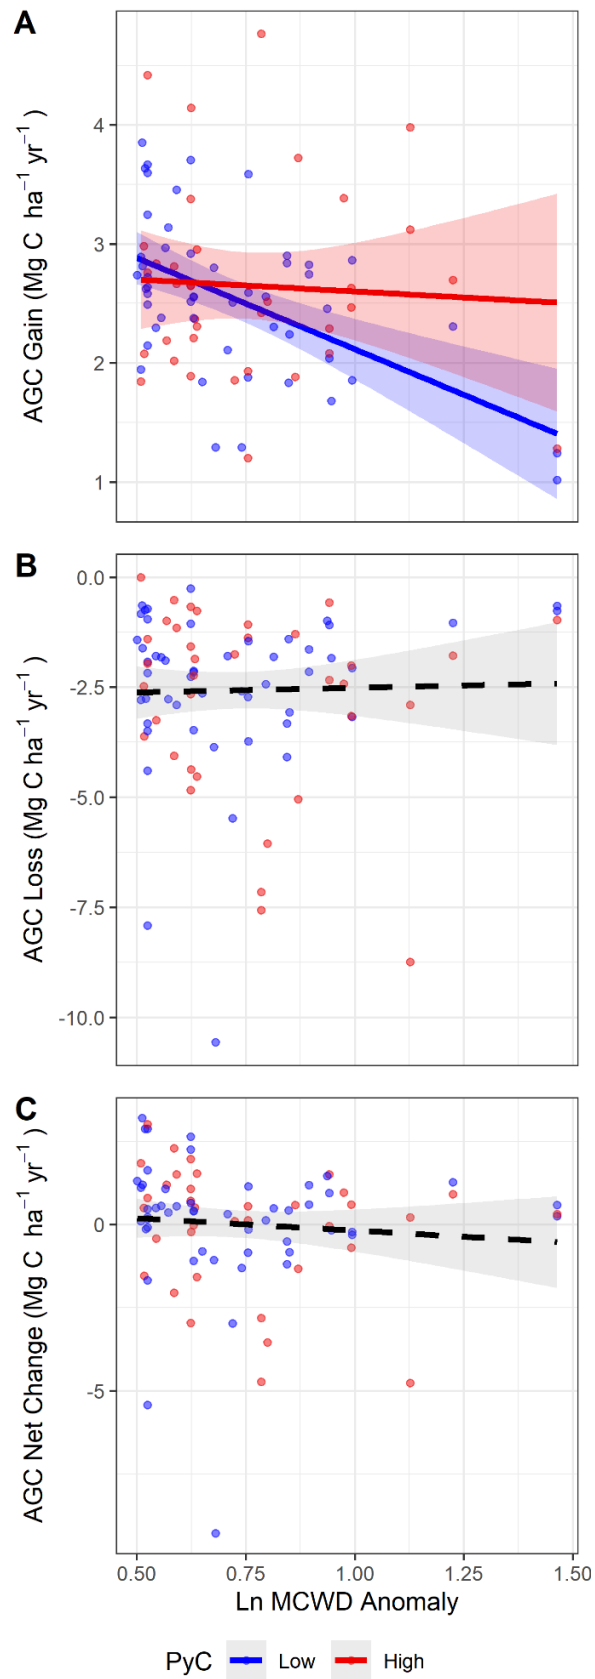 A
AGC Gain (Mg C ha⁻¹ yr⁻¹)
4
3
2
1
B
AGC Loss (Mg C ha⁻¹ yr⁻¹)
0.0
-2.5
-5.0
-7.5
-10.0
C
AGC Net Change (Mg C ha⁻¹ yr⁻¹)
0
-5
0.50 0.75 1.00 1.25 1.50
Ln MCWD Anomaly
PyC Low High